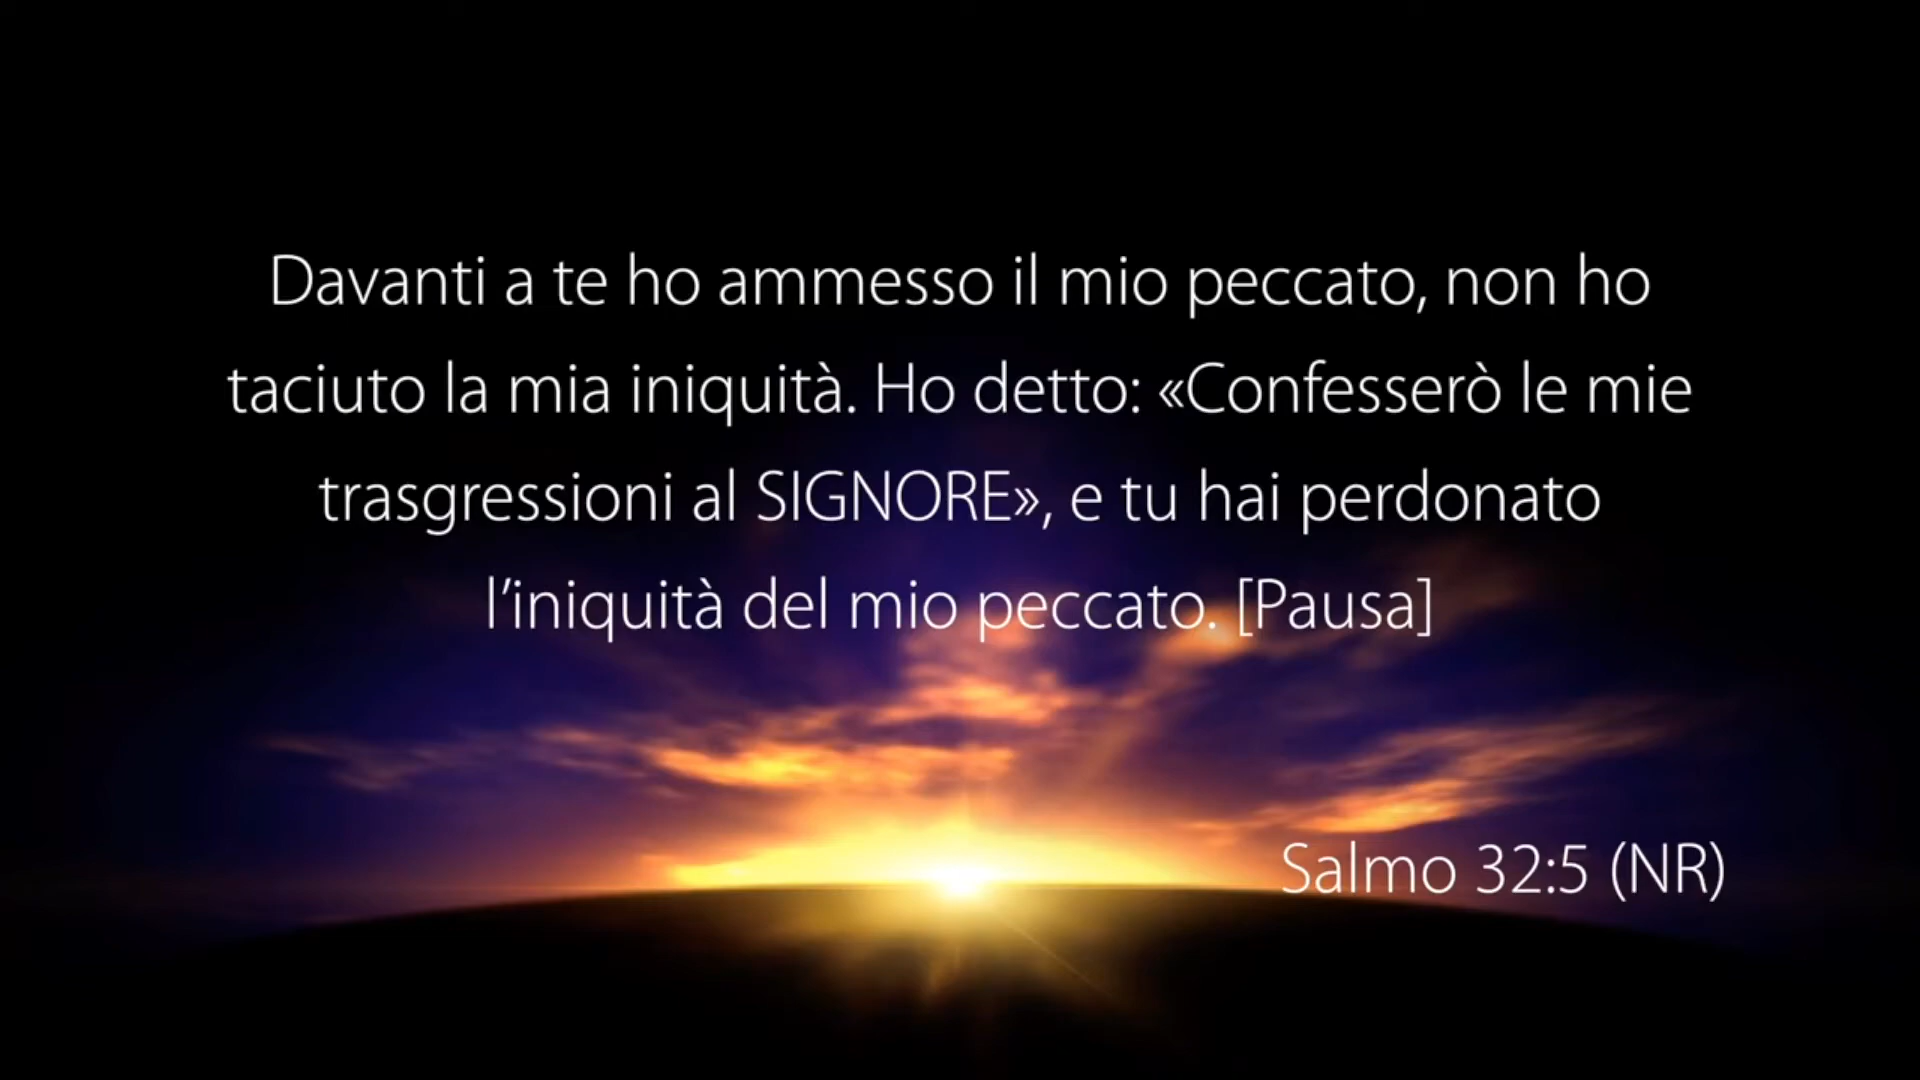 Davanti a te ho ammesso il mio peccato, non ho
taciuto la mia iniquità. Ho detto: «Confesserò le mie
trasgressioni al SIGNORE», e tu hai perdonato
l’iniquità del mio peccato. [Pausa]
Salmo 32:5 (NR)